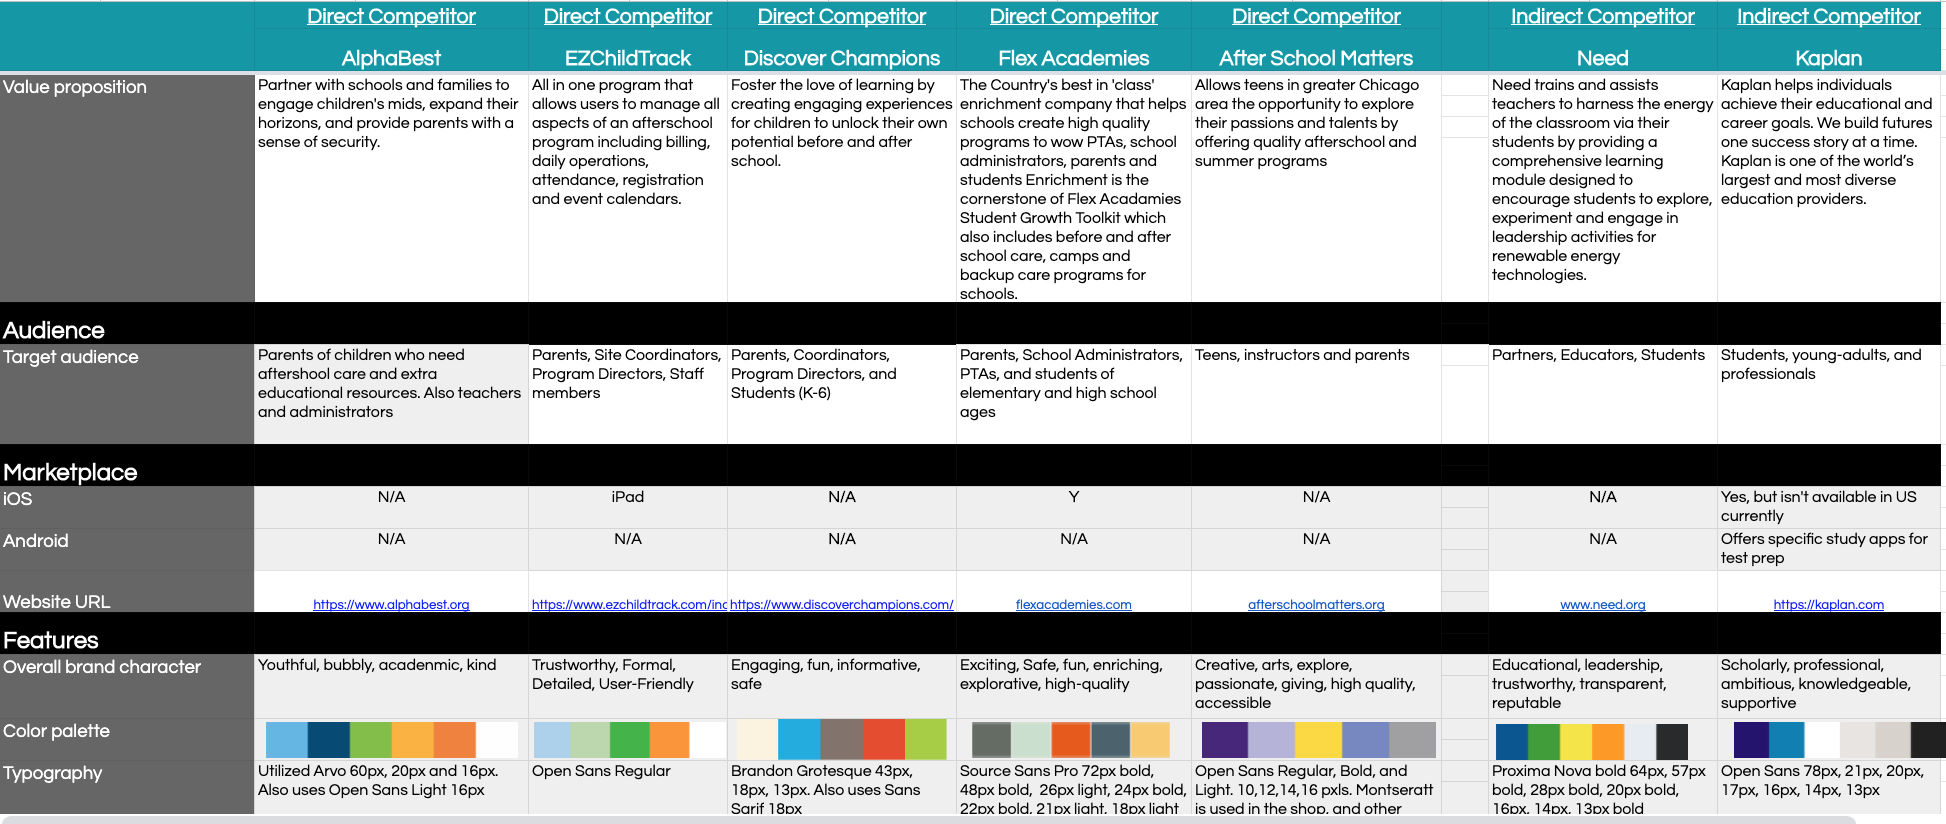 Direct Competitor
Direct Competitor
Direct Competitor
Direct Competitor
Direct Competitor
Indirect Competitor
Indirect Competitor
AlphaBest
EZChildTrack
Discover Champions
Flex Academies
After School Matters
Need
Kaplan
Value proposition
Partner with schools and families to
engage children's mids, expand their
horizons, and provide parents with a
sense of security.
All in one program that
allows users to manage all
aspects of an afterschool
program including billing,
daily operations,
attendance, registration
and event calendars.
Foster the love of learning by
creating engaging experiences
for children to unlock their own
potential before and after
school.
The Country's best in 'class'
enrichment company that helps
schools create high quality
programs to wow PTAs, school
administrators, parents and
students Enrichment is the
cornerstone of Flex Acadamies
Student Growth Toolkit which
also includes before and after
school care, camps and
backup care programs for
schools.
Allows teens in greater Chicago
area the opportunity to explore
their passions and talents by
offering quality afterschool and
summer programs
Need trains and assists
teachers to harness the energy
of the classroom via their
students by providing a
comprehensive learning
module designed to
encourage students to explore,
experiment and engage in
leadership activities for
renewable energy
technologies.
Kaplan helps individuals
achieve their educational and
career goals. We build futures
one success story at a time.
Kaplan is one of the world’s
largest and most diverse
education providers.
Audience
Target audience
Parents of children who need
aftershool care and extra
educational resources. Also teachers
and administrators
Parents, Site Coordinators,
Program Directors, Staff
members
Parents, Coordinators,
Program Directors, and
Students (K-6)
Parents, School Administrators,
PTAs, and students of
elementary and high school
ages
Teens, instructors and parents
Partners, Educators, Students
Students, young-adults, and
professionals
Marketplace
iOS
N/A
iPad
N/A
Y
N/A
N/A
Yes, but isn't available in US
currently
Android
N/A
N/A
N/A
N/A
N/A
N/A
Offers specific study apps for
test prep
Website URL
https://www.alphabest.org
https://www.ezchildtrack.com/inc
https://www.discoverchampions.com/
flexacademies.com
afterschoolmatters.org
www.need.org
https://kaplan.com
Features
Overall brand character
Youthful, bubbly, acadenmic, kind
Trustworthy, Formal,
Detailed, User-Friendly
Engaging, fun, informative,
safe
Exciting, Safe, fun, enriching,
explorative, high-quality
Creative, arts, explore,
passionate, giving, high quality,
accessible
Educational, leadership,
trustworthy, transparent,
reputable
Scholarly, professional,
ambitious, knowledgeable,
supportive
Color palette
Typography
Utilized Arvo 60px, 20px and 16px.
Also uses Open Sans Light 16px
Open Sans Regular
Brandon Grotesque 43px,
18px, 13px. Also uses Sans
Sarif 18px
Source Sans Pro 72px bold,
48px bold, 26px light, 24px bold,
22px bold, 21px light, 18px light
Open Sans Regular, Bold, and
Light. 10,12,14,16 pxls. Montseratt
is used in the shop, and other
Proxima Nova bold 64px, 57px
bold, 28px bold, 20px bold,
16px, 14px, 13px bold
Open Sans 78px, 21px, 20px,
17px, 16px, 14px, 13px